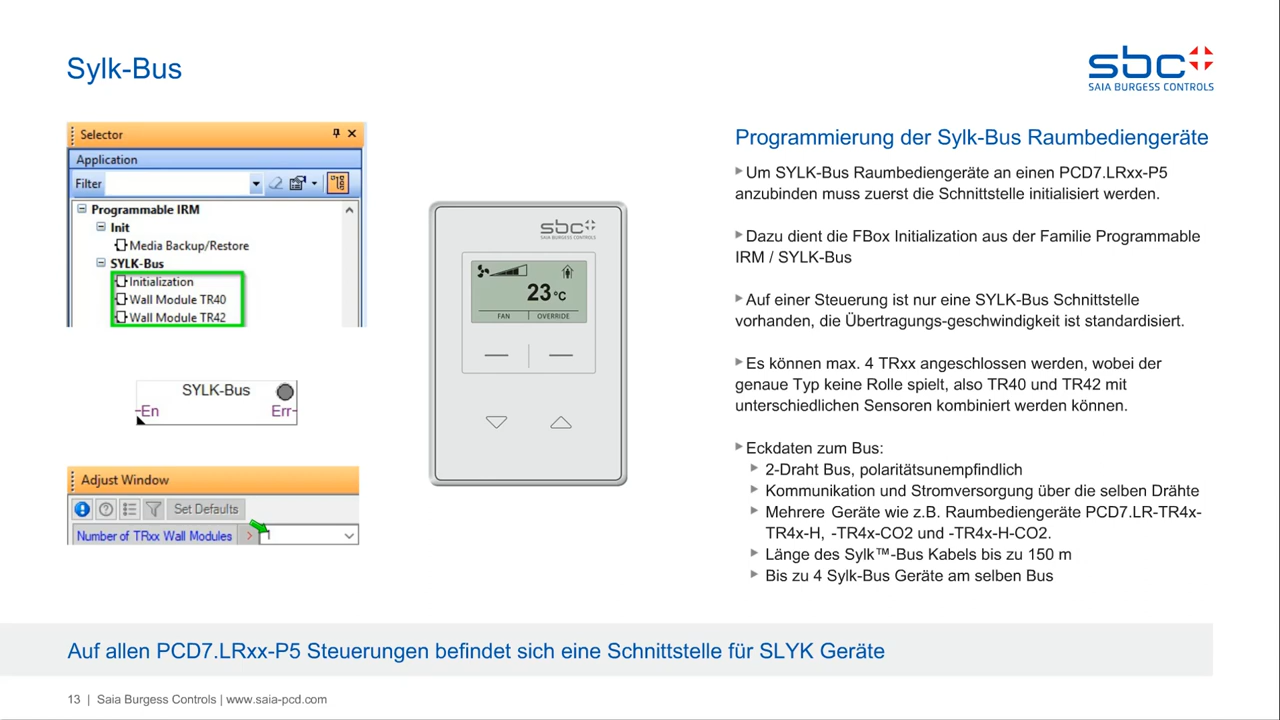 Sylk-Bus
sbc
SAIA BURGESS CONTROLS
Selector
Application
Filter
Programmable IRM
Init
Media Backup/Restore
SYLK-Bus
Initialization
Wall Module TR40
Wall Module TR42
SYLK-Bus
En
Err
Adjust Window
Set Defaults
Number of TRxx Wall Modules
sbc
SAIA BURGESS CONTROLS
23°C
FAN
OVERRIDE
Programmierung der Sylk-Bus Raumbediengeräte
Um SYLK-Bus Raumbediengeräte an einen PCD7.LRxx-P5
anzubinden muss zuerst die Schnittstelle initialisiert werden.
Dazu dient die FBox Initialization aus der Familie Programmable
IRM / SYLK-Bus
Auf einer Steuerung ist nur eine SYLK-Bus Schnittstelle
vorhanden, die Übertragungs-geschwindigkeit ist standardisiert.
Es können max. 4 TRxx angeschlossen werden, wobei der
genaue Typ keine Rolle spielt, also TR40 und TR42 mit
unterschiedlichen Sensoren kombiniert werden können.
Eckdaten zum Bus:
2-Draht Bus, polaritätsunempfindlich
Kommunikation und Stromversorgung über die selben Drähte
Mehrere Geräte wie z.B. Raumbediengeräte PCD7.LR-TR4x-
TR4x-H, -TR4x-CO2 und -TR4x-H-CO2.
Länge des Sylk™-Bus Kabels bis zu 150 m
Bis zu 4 Sylk-Bus Geräte am selben Bus
Auf allen PCD7.LRxx-P5 Steuerungen befindet sich eine Schnittstelle für SLYK Geräte
13 | Saia Burgess Controls | www.saia-pcd.com